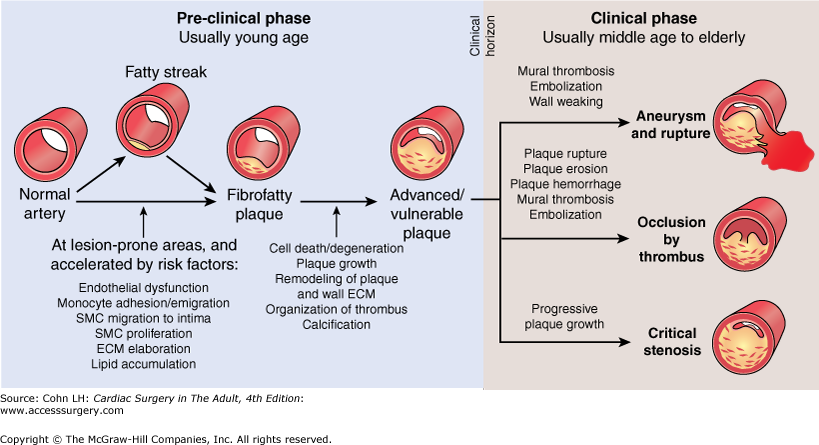 Pre-clinical phase
Usually young age
Clinical
horizon
Clinical phase
Usually middle age to elderly
Fatty streak
Normal
artery
Fibrofatty
plaque
Advanced/
vulnerable
plaque
At lesion-prone areas, and
accelerated by risk factors:
Endothelial dysfunction
Monocyte adhesion/emigration
SMC migration to intima
SMC proliferation
ECM elaboration
Lipid accumulation
Cell death/degeneration
Plaque growth
Remodeling of plaque
and wall ECM
Organization of thrombus
Calcification
Mural thrombosis
Embolization
Wall weaking
Aneurysm
and rupture
Plaque rupture
Plaque erosion
Plaque hemorrhage
Mural thrombosis
Embolization
Occlusion by
thrombus
Progressive
plaque growth
Critical
stenosis
Source: Cohn LH: Cardiac Surgery in The Adult, 4th Edition:
www.accesssurgery.com
Copyright © The McGraw-Hill Companies, Inc. All rights reserved.